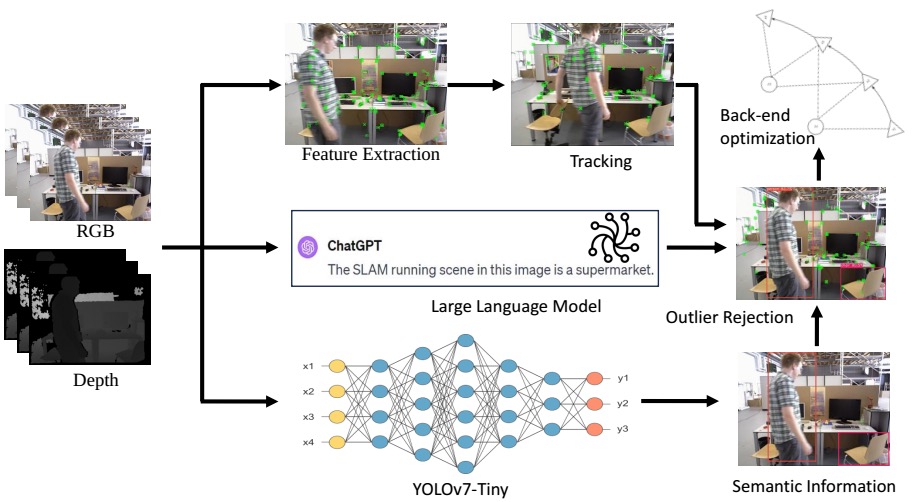 RGB
Depth
Feature Extraction
Tracking
Back-end
optimization
ChatGPT
The SLAM running scene in this image is a supermarket.
Large Language Model
Outlier Rejection
x1
x2
x3
x4
y1
y2
y3
YOLOv7-Tiny
Semantic Information